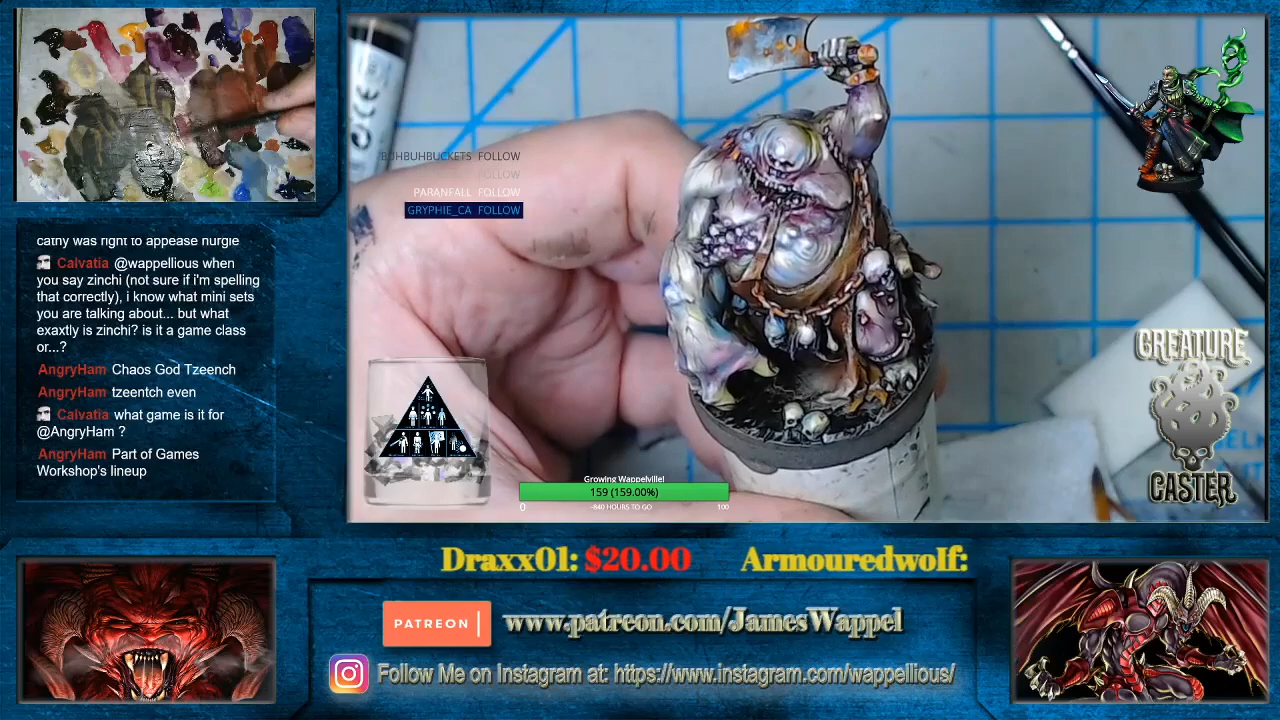 cathy was right to appease nurgle
Calvatia @wappellious when
you say zinchi (not sure if i'm spelling
that correctly), i know what mini sets
you are talking about... but what
exaxtly is zinchi? is it a game class
or...?
AngryHam Chaos God Tzeench
AngryHam tzeentch even
Calvatia what game is it for
@AngryHam ?
AngryHam Part of Games
Workshop's lineup
BUHBUHBUCKETS FOLLOW
FOLLOW
PARANFALL FOLLOW
GRYPHIE_CA FOLLOW
Growing Wappelville!
159 (159.00%)
0
-840 HOURS TO GO
100
CREATURE
CASTER
Draxx01: $20.00
Armouredwolf:
PATREON
www.patreon.com/JamesWappel
Follow Me on Instagram at: https://www.instagram.com/wappellious/